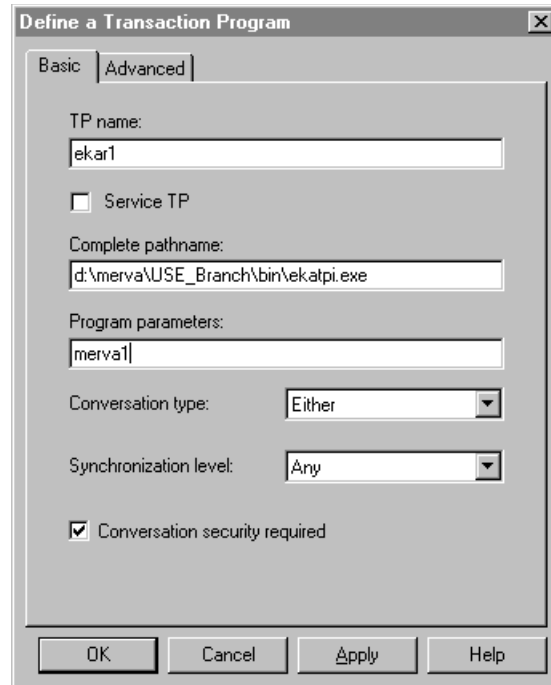 Define a Transaction Program
Basic Advanced
TP name:
ekar1
Service TP
Complete pathname:
d:\merva\USE_Branch\bin\ekatpi.exe
Program parameters:
merva1
Conversation type: Either
Synchronization level: Any
Conversation security required
OK Cancel Apply Help